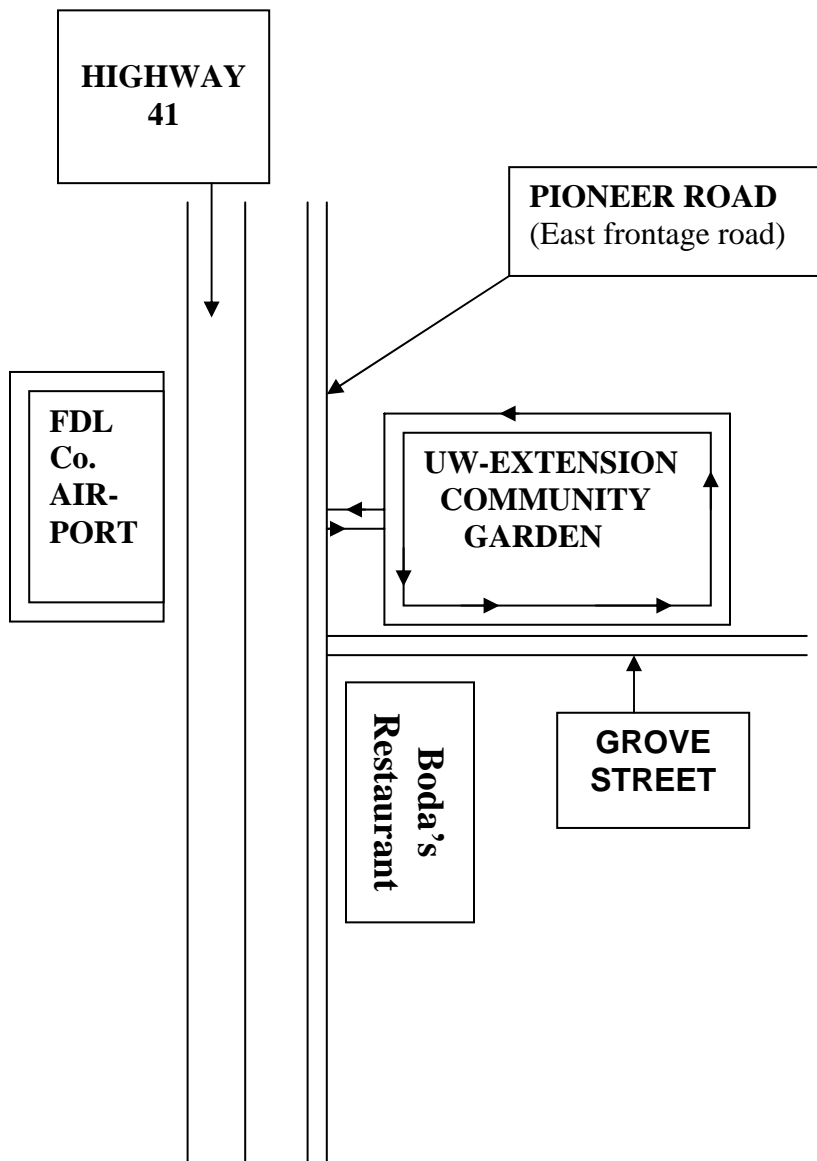 HIGHWAY
41
PIONEER ROAD
(East frontage road)
FDL
Co.
AIR-
PORT
UW-EXTENSION
COMMUNITY
GARDEN
Boda's
Restaurant
GROVE
STREET